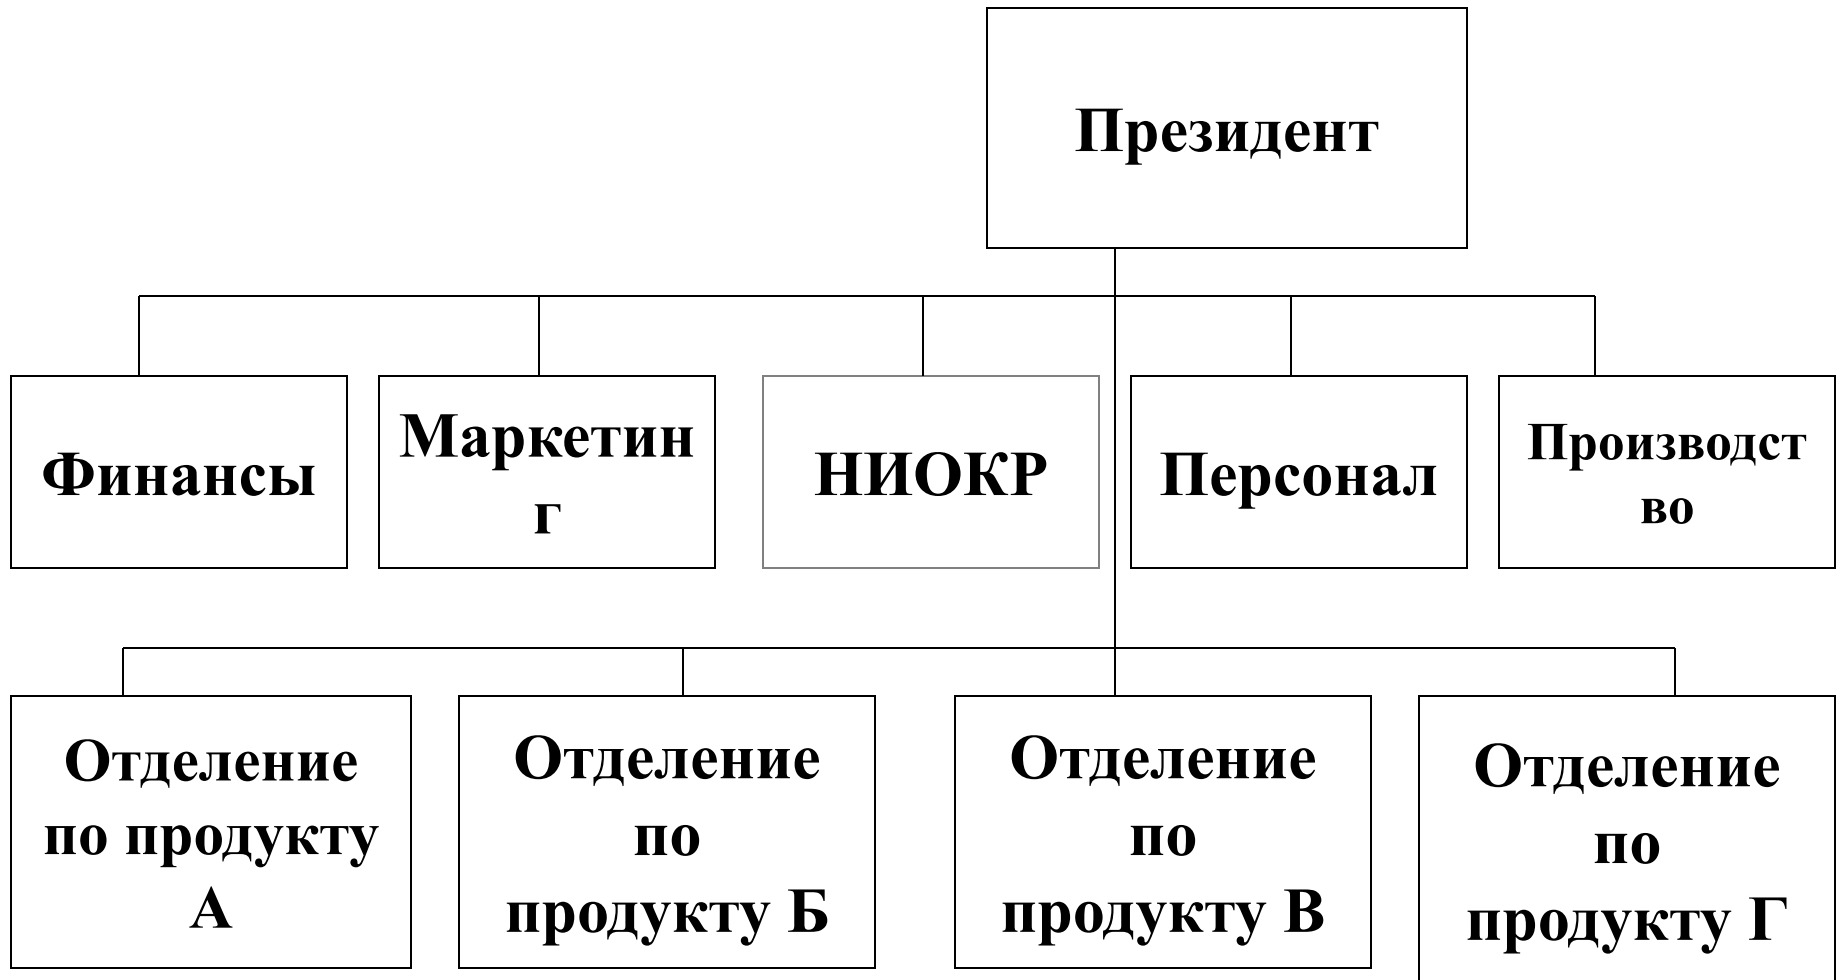 Президент
Финансы
Маркетин
г
НИОКР
Персонал
Производст
во
Отделение
по продукту
А
Отделение
по
продукту Б
Отделение
по
продукту В
Отделение
по
продукту Г